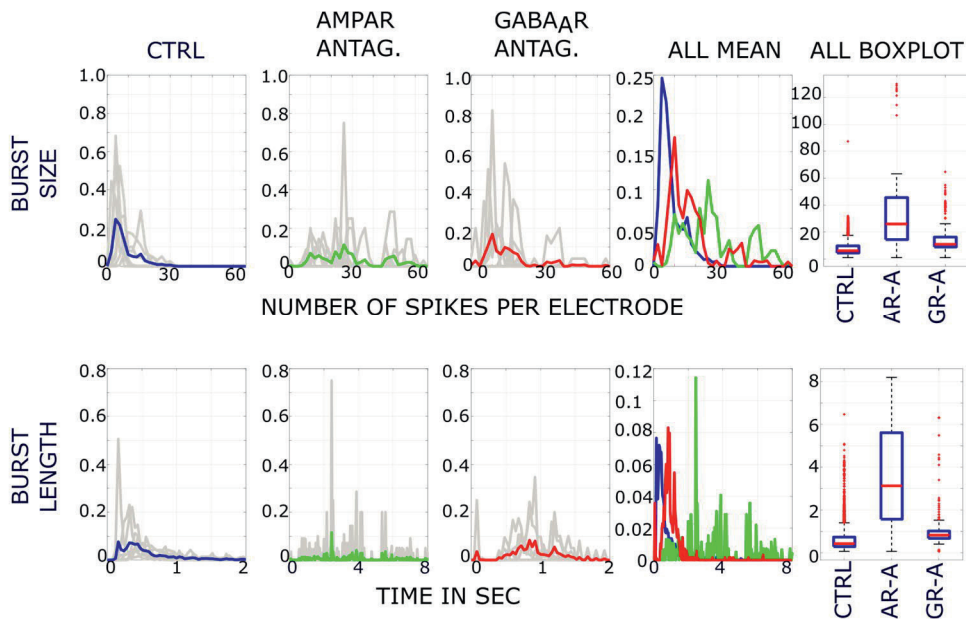 AMPAR GABAAR
CTRL ANTAG. ANTAG. ALL MEAN ALL BOXPLOT
BURST SIZE
1.0 0.8 0.6 0.4 0.2 0 30 60
1.0 0.8 0.6 0.4 0.2 0 0 30 60
1.0 0.8 0.6 0.4 0.2 0 0 30 60
0.25 0.20 0.15 0.10 0.05 0 0 30 60
120 100 80 60 40 20 0
CTRL AR-A GR-A
NUMBER OF SPIKES PER ELECTRODE
BURST LENGTH
0.8 0.6 0.4 0.2 0 0 1 2
0.8 0.6 0.4 0.2 0 0 4 8
0.8 0.6 0.4 0.2 0 0 1 2
0.12 0.10 0.08 0.06 0.04 0.02 0 0 4 8
8 6 4 2 0
CTRL AR-A GR-A
TIME IN SEC